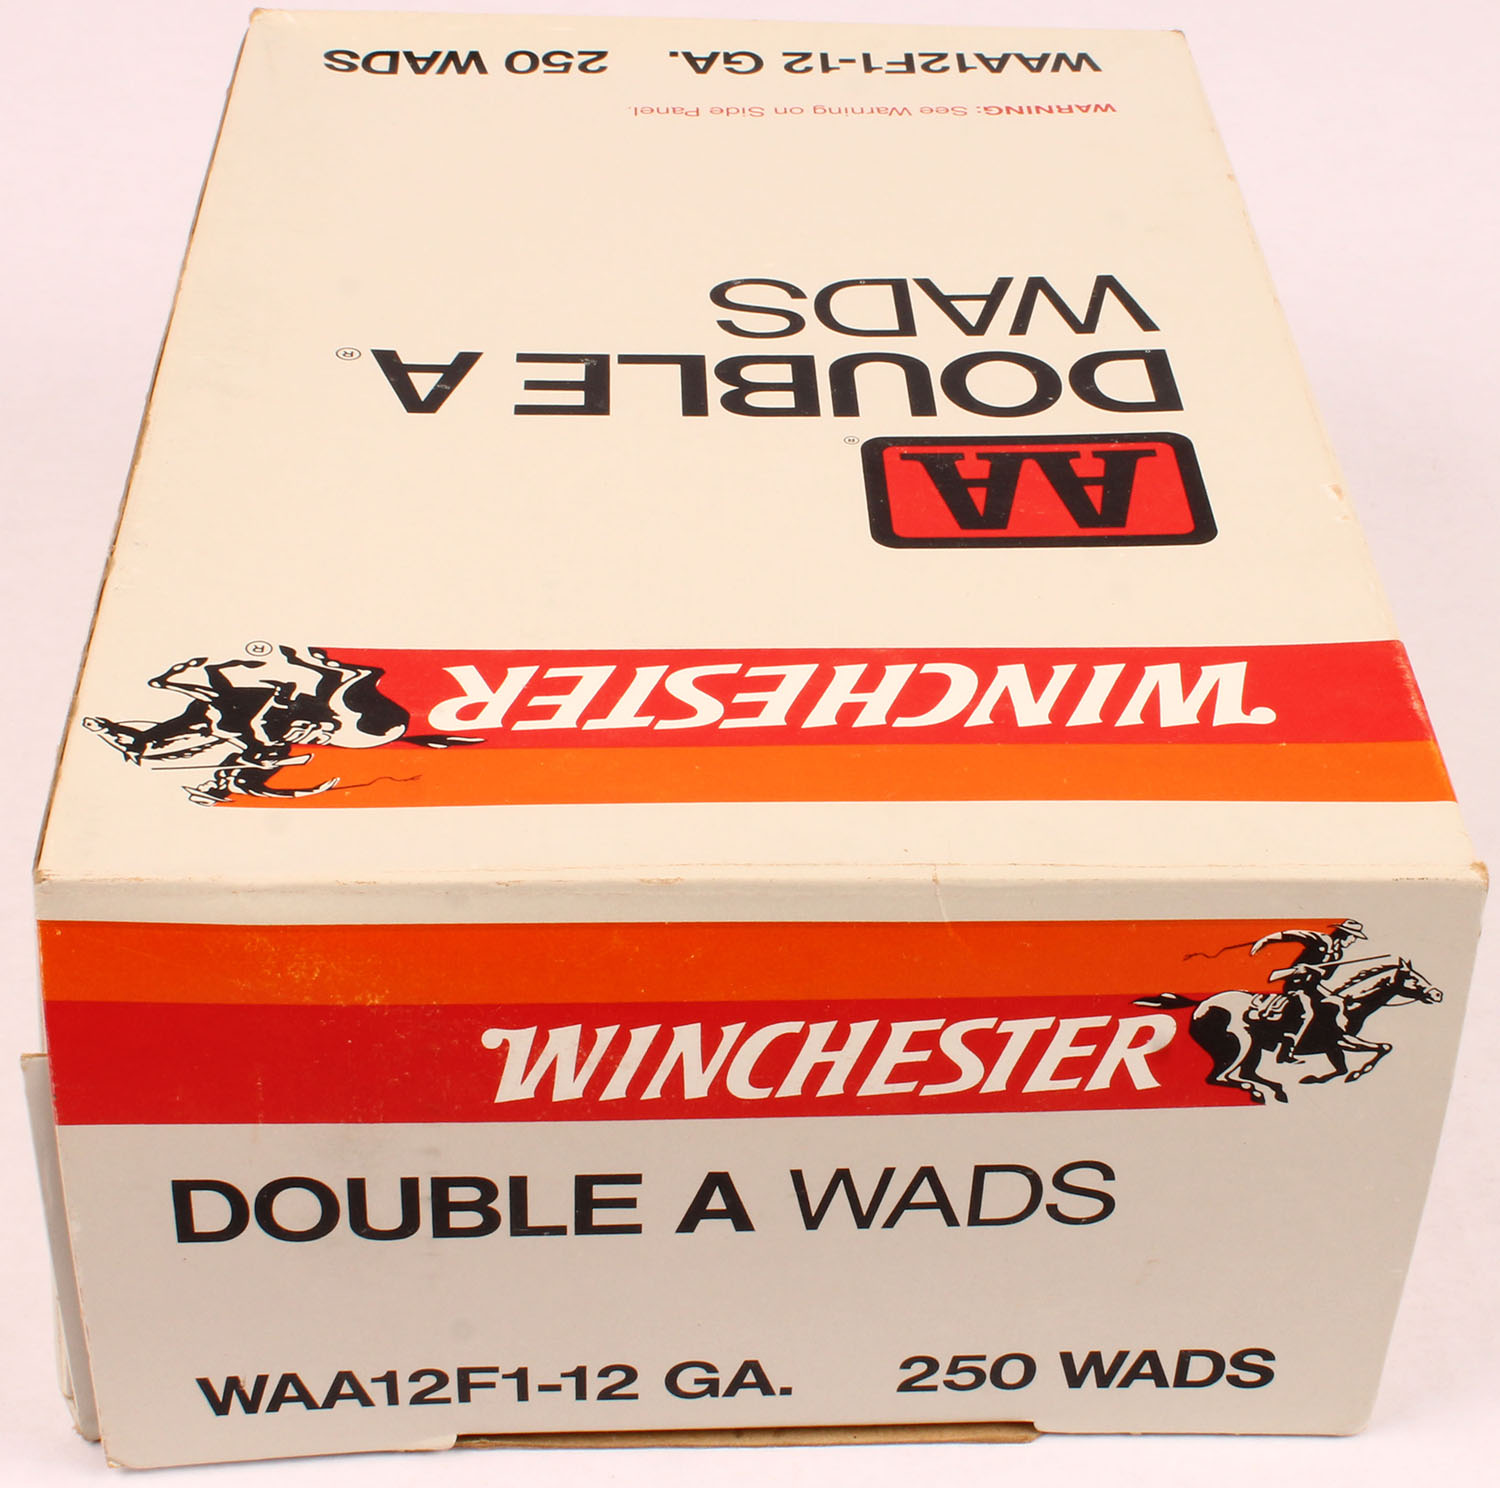 WAA12F1-12 GA. 250 WADS
WARNING: See Warning on Side Panel.
WADS
DOUBLE A®
AA®
WINCHESTER®
WINCHESTER
DOUBLE A WADS
WAA12F1-12 GA. 250 WADS